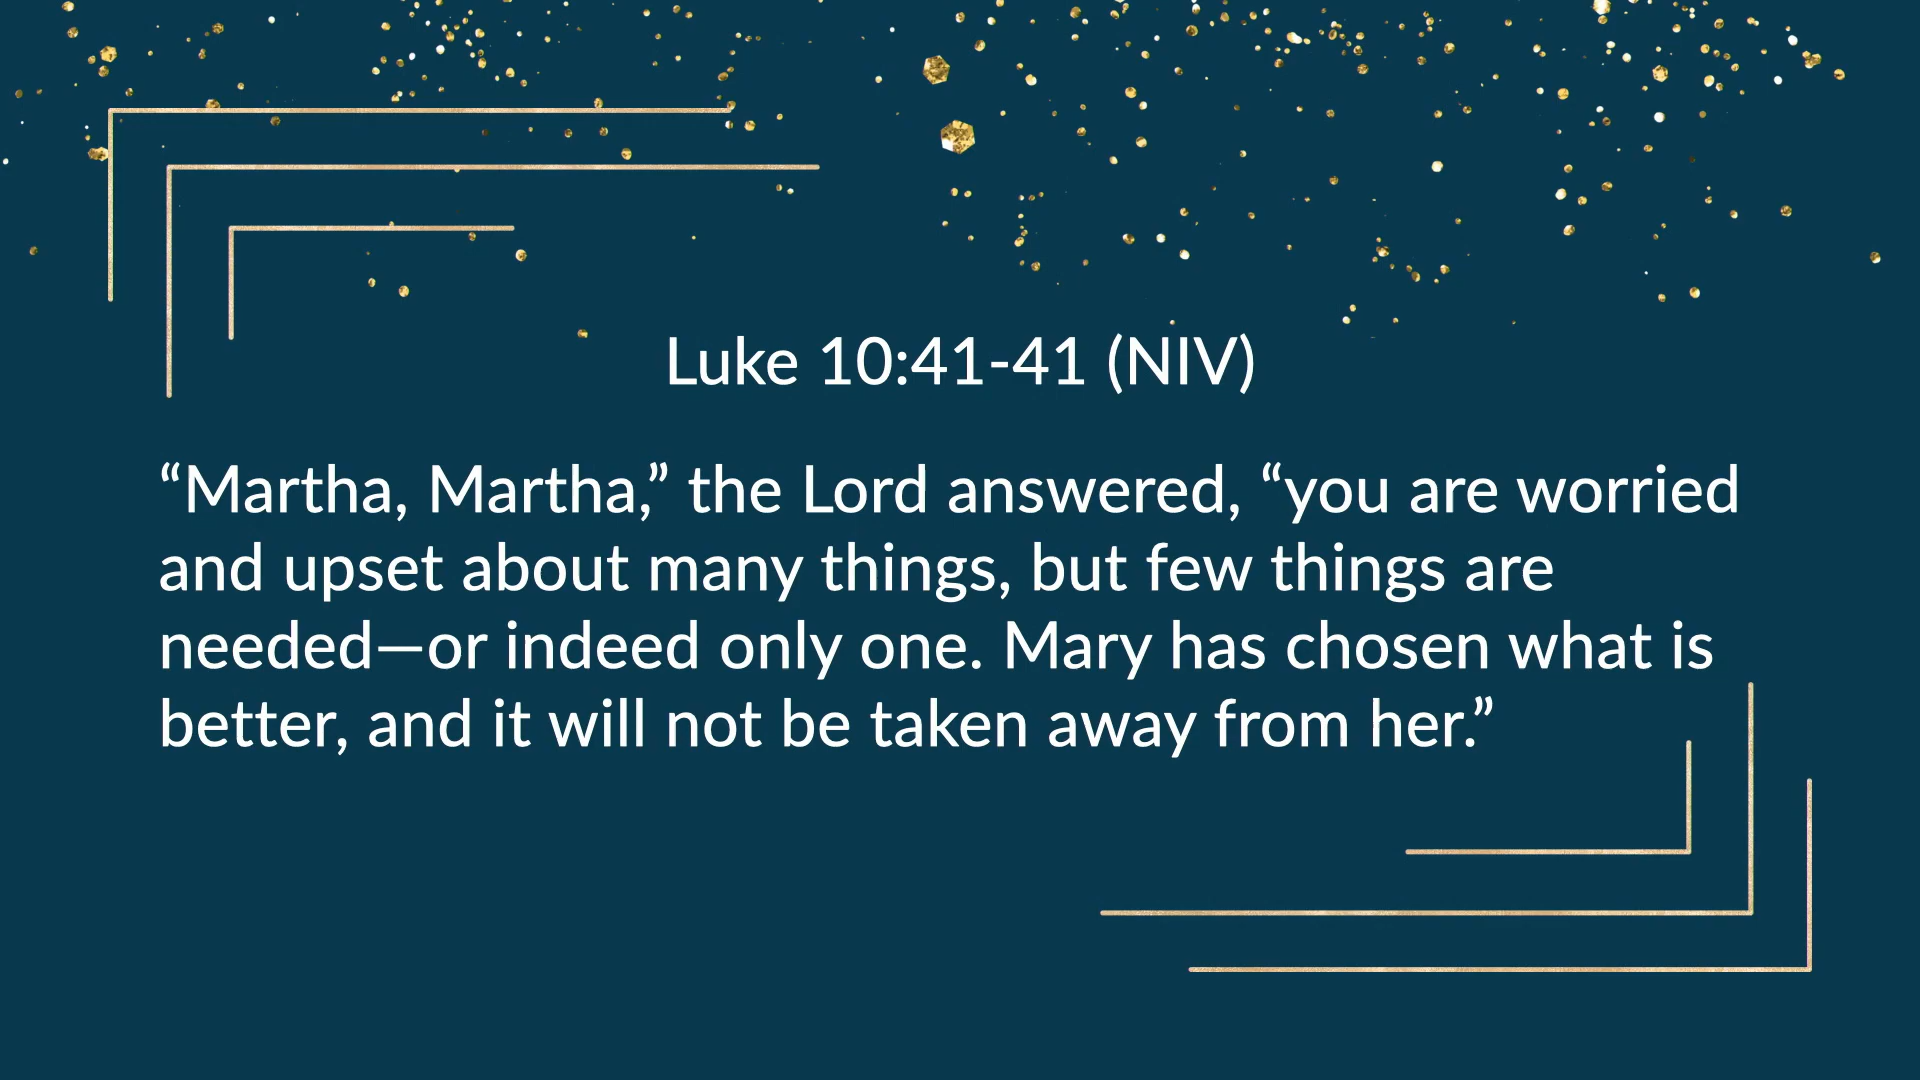 Luke 10:41-41 (NIV)
“Martha, Martha,” the Lord answered, “you are worried
and upset about many things, but few things are
needed—or indeed only one. Mary has chosen what is
better, and it will not be taken away from her.”